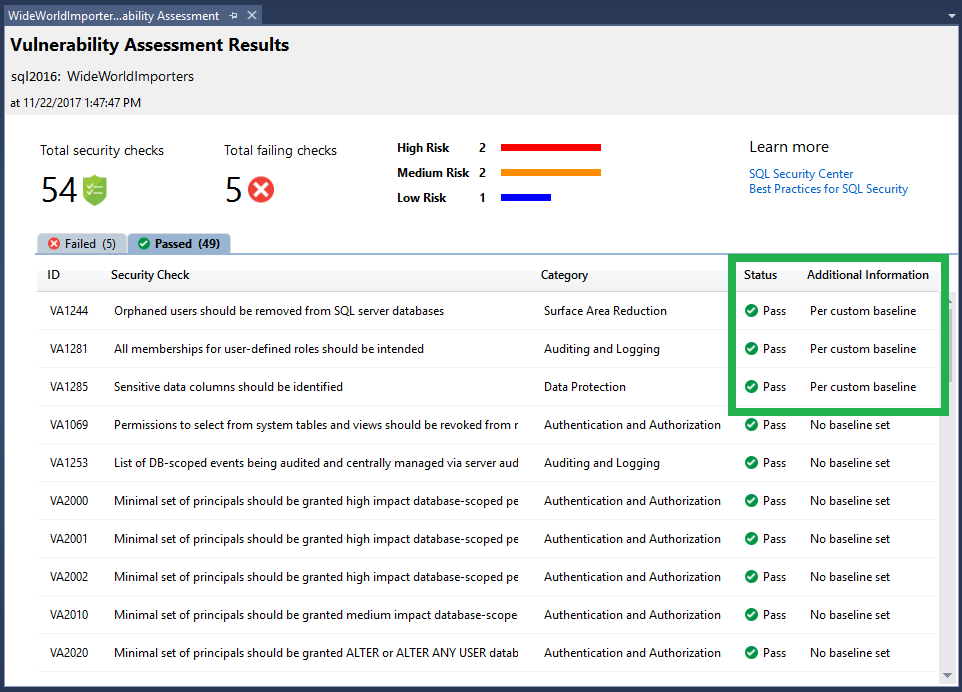 WideWorldImporter...ability Assessment
Vulnerability Assessment Results
sql2016: WideWorldImporters
at 11/22/2017 1:47:47 PM
Total security checks
54
Total failing checks
5
High Risk 2
Medium Risk 2
Low Risk 1
Learn more
SQL Security Center
Best Practices for SQL Security
Failed (5) Passed (49)
ID Security Check Category Status Additional Information
VA1244 Orphaned users should be removed from SQL server databases Surface Area Reduction Pass Per custom baseline
VA1281 All memberships for user-defined roles should be intended Auditing and Logging Pass Per custom baseline
VA1285 Sensitive data columns should be identified Data Protection Pass Per custom baseline
VA1069 Permissions to select from system tables and views should be revoked from r Authentication and Authorization Pass No baseline set
VA1253 List of DB-scoped events being audited and centrally managed via server aud Auditing and Logging Pass No baseline set
VA2000 Minimal set of principals should be granted high impact database-scoped pe Authentication and Authorization Pass No baseline set
VA2001 Minimal set of principals should be granted high impact database-scoped pe Authentication and Authorization Pass No baseline set
VA2002 Minimal set of principals should be granted high impact database-scoped pe Authentication and Authorization Pass No baseline set
VA2010 Minimal set of principals should be granted medium impact database-scope Authentication and Authorization Pass No baseline set
VA2020 Minimal set of principals should be granted ALTER or ALTER ANY USER datab Authentication and Authorization Pass No baseline set